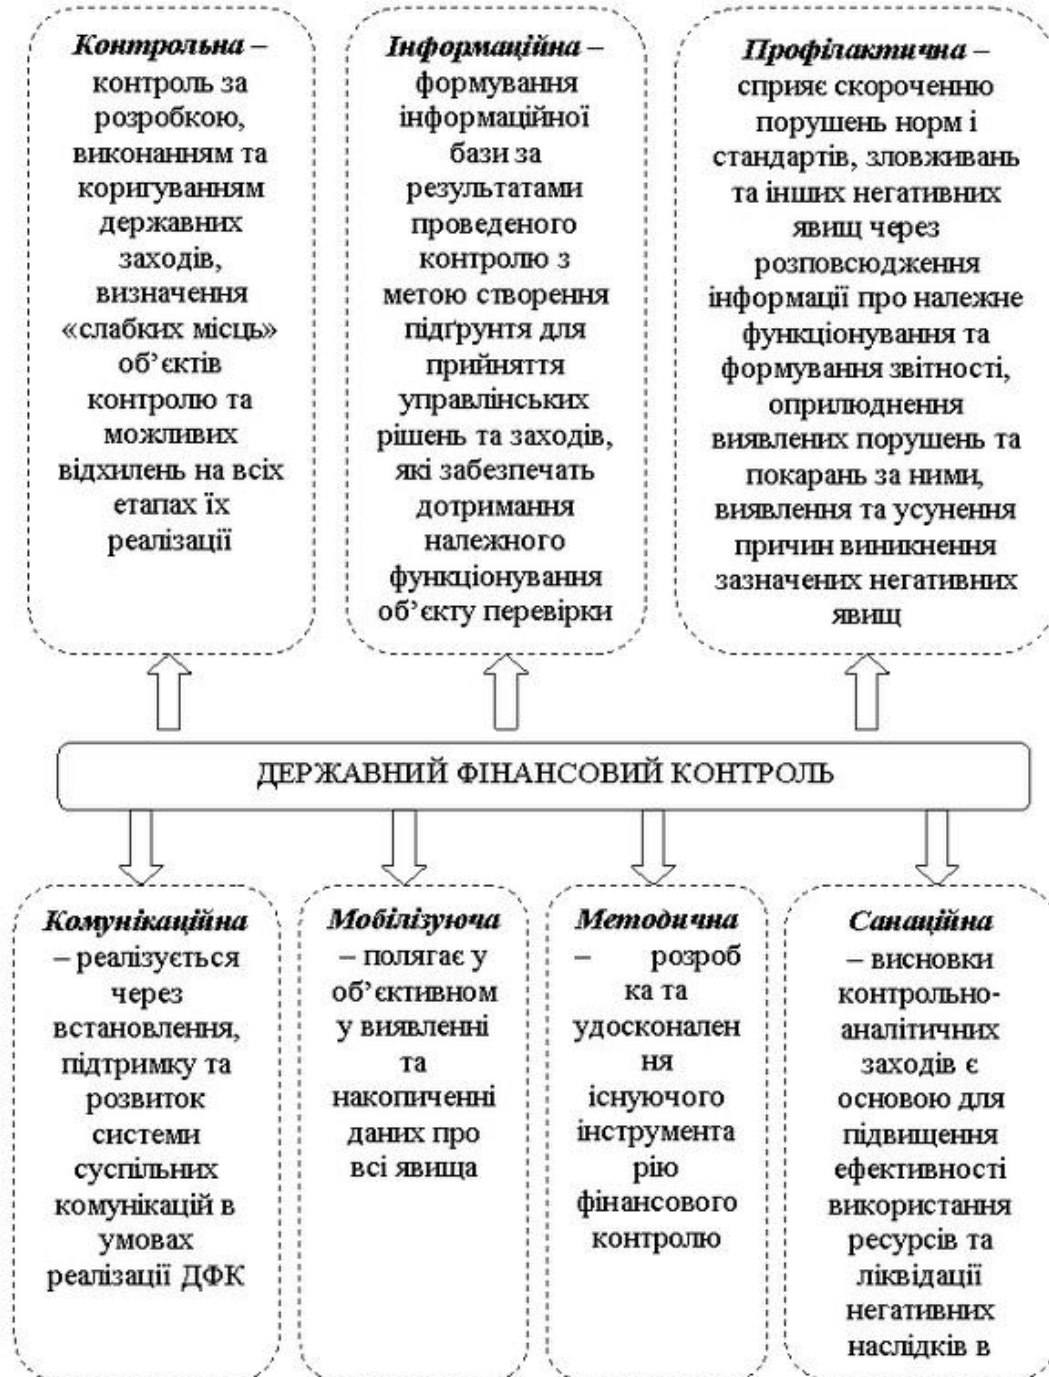 Контрольна –
контроль за
розробкою,
виконанням та
коригуванням
державних
заходів,
визначення
«слабких місць»
об’єктів
контролю та
можливих
відхилень на всіх
етапах їх
реалізації
Інформаційна –
формування
інформаційної
бази за
результатами
проведеного
контролю з
метою створення
підґрунтя для
прийняття
управлінських
рішень та заходів,
які забезпечать
дотримання
належного
функціонування
об’єкту перевірки
Профілактична –
сприяє скороченню
порушень норм і
стандартів, зловживань
та інших негативних
явищ через
розповсюдження
інформації про належне
функціонування та
формування звітності,
оприлюднення
виявлених порушень та
покарань за ними,
виявлення та усунення
причин виникнення
зазначених негативних
явищ
ДЕРЖАВНИЙ ФІНАНСОВИЙ КОНТРОЛЬ
Комунікаційна
– реалізується
через
встановлення,
підтримку та
розвиток
системи
суспільних
комунікацій в
умовах
реалізації ДФК
Мобілізуюча
– полягає у
об’єктивном
у виявленні
та
накопиченні
даних про
всі явища
Методична
– розроб
ка та
удосконален
ня
існуючого
інструмента
рію
фінансового
контролю
Санаційна
– висновки
контрольно-
аналітичних
заходів є
основою для
підвищення
ефективності
використання
ресурсів та
ліквідації
негативних
наслідків в